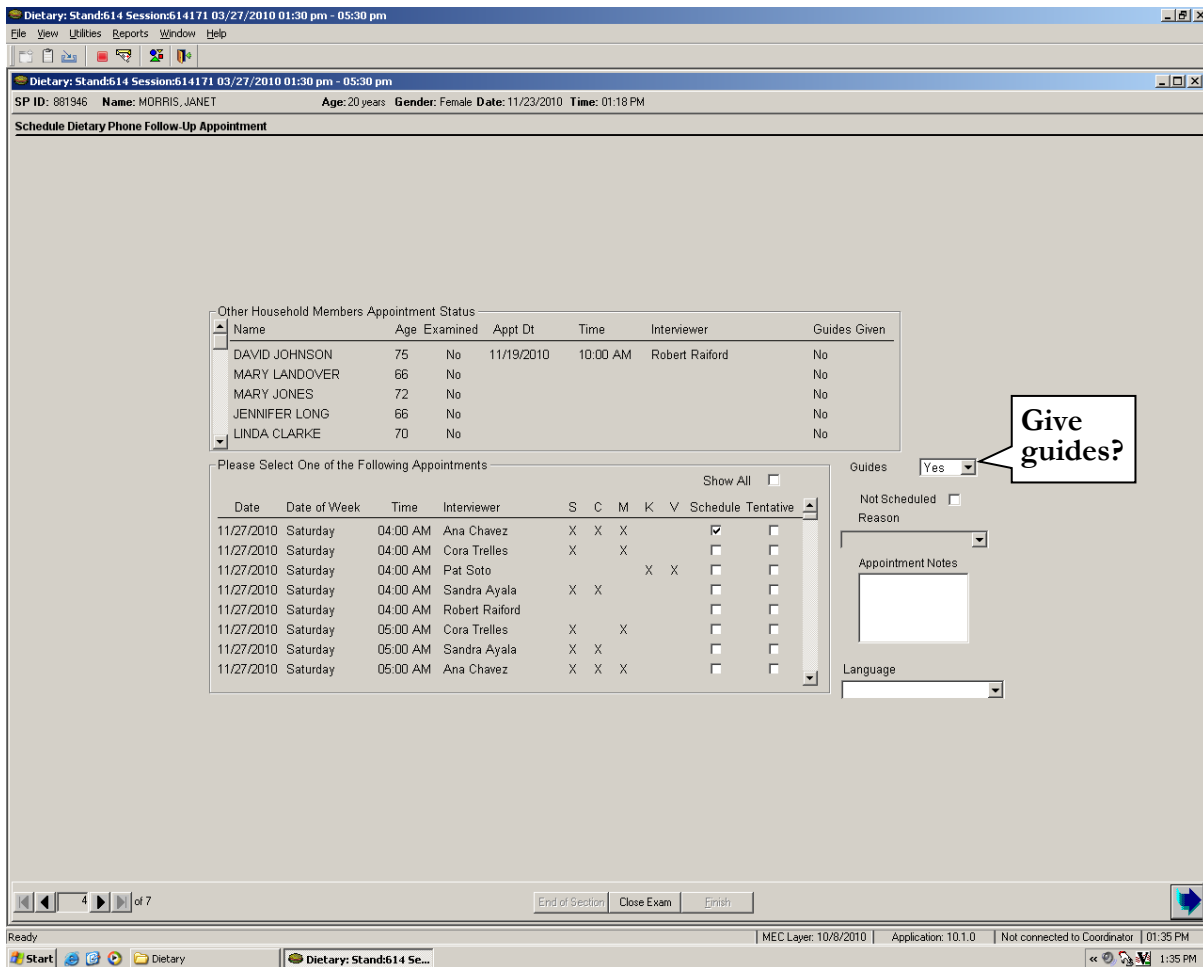 Dietary: Stand:614 Session:614171 03/27/2010 01:30 pm - 05:30 pm
File View Utilities Reports Window Help
Dietary: Stand:614 Session:614171 03/27/2010 01:30 pm - 05:30 pm
SP ID: 881946 Name: MORRIS, JANET Age: 20 years Gender: Female Date: 11/23/2010 Time: 01:18 PM
Schedule Dietary Phone Follow-Up Appointment
Other Household Members Appointment Status
Name Age Examined Appt Dt Time Interviewer Guides Given
DAVID JOHNSON 75 No 11/19/2010 10:00 AM Robert Raiford No
MARY LANDOVER 66 No No
MARY JONES 72 No No
JENNIFER LONG 66 No No
LINDA CLARKE 70 No No
Give
guides?
Please Select One of the Following Appointments
Guides Yes
Show All
Not Scheduled
Date Date of Week Time Interviewer S C M K V Schedule Tentative
Reason
11/27/2010 Saturday 04:00 AM Ana Chavez X X X
11/27/2010 Saturday 04:00 AM Cora Trelles X X
11/27/2010 Saturday 04:00 AM Pat Soto X X
11/27/2010 Saturday 04:00 AM Sandra Ayala X X
11/27/2010 Saturday 04:00 AM Robert Raiford
11/27/2010 Saturday 05:00 AM Cora Trelles X X
11/27/2010 Saturday 05:00 AM Sandra Ayala X X
11/27/2010 Saturday 05:00 AM Ana Chavez X X X
Appointment Notes
Language
4 of 7
End of Section Close Exam Finish
Ready MEC Layer: 10/8/2010 Application: 10.1.0 Not connected to Coordinator 01:35 PM
Start Dietary Dietary: Stand:614 Se... 1:35 PM